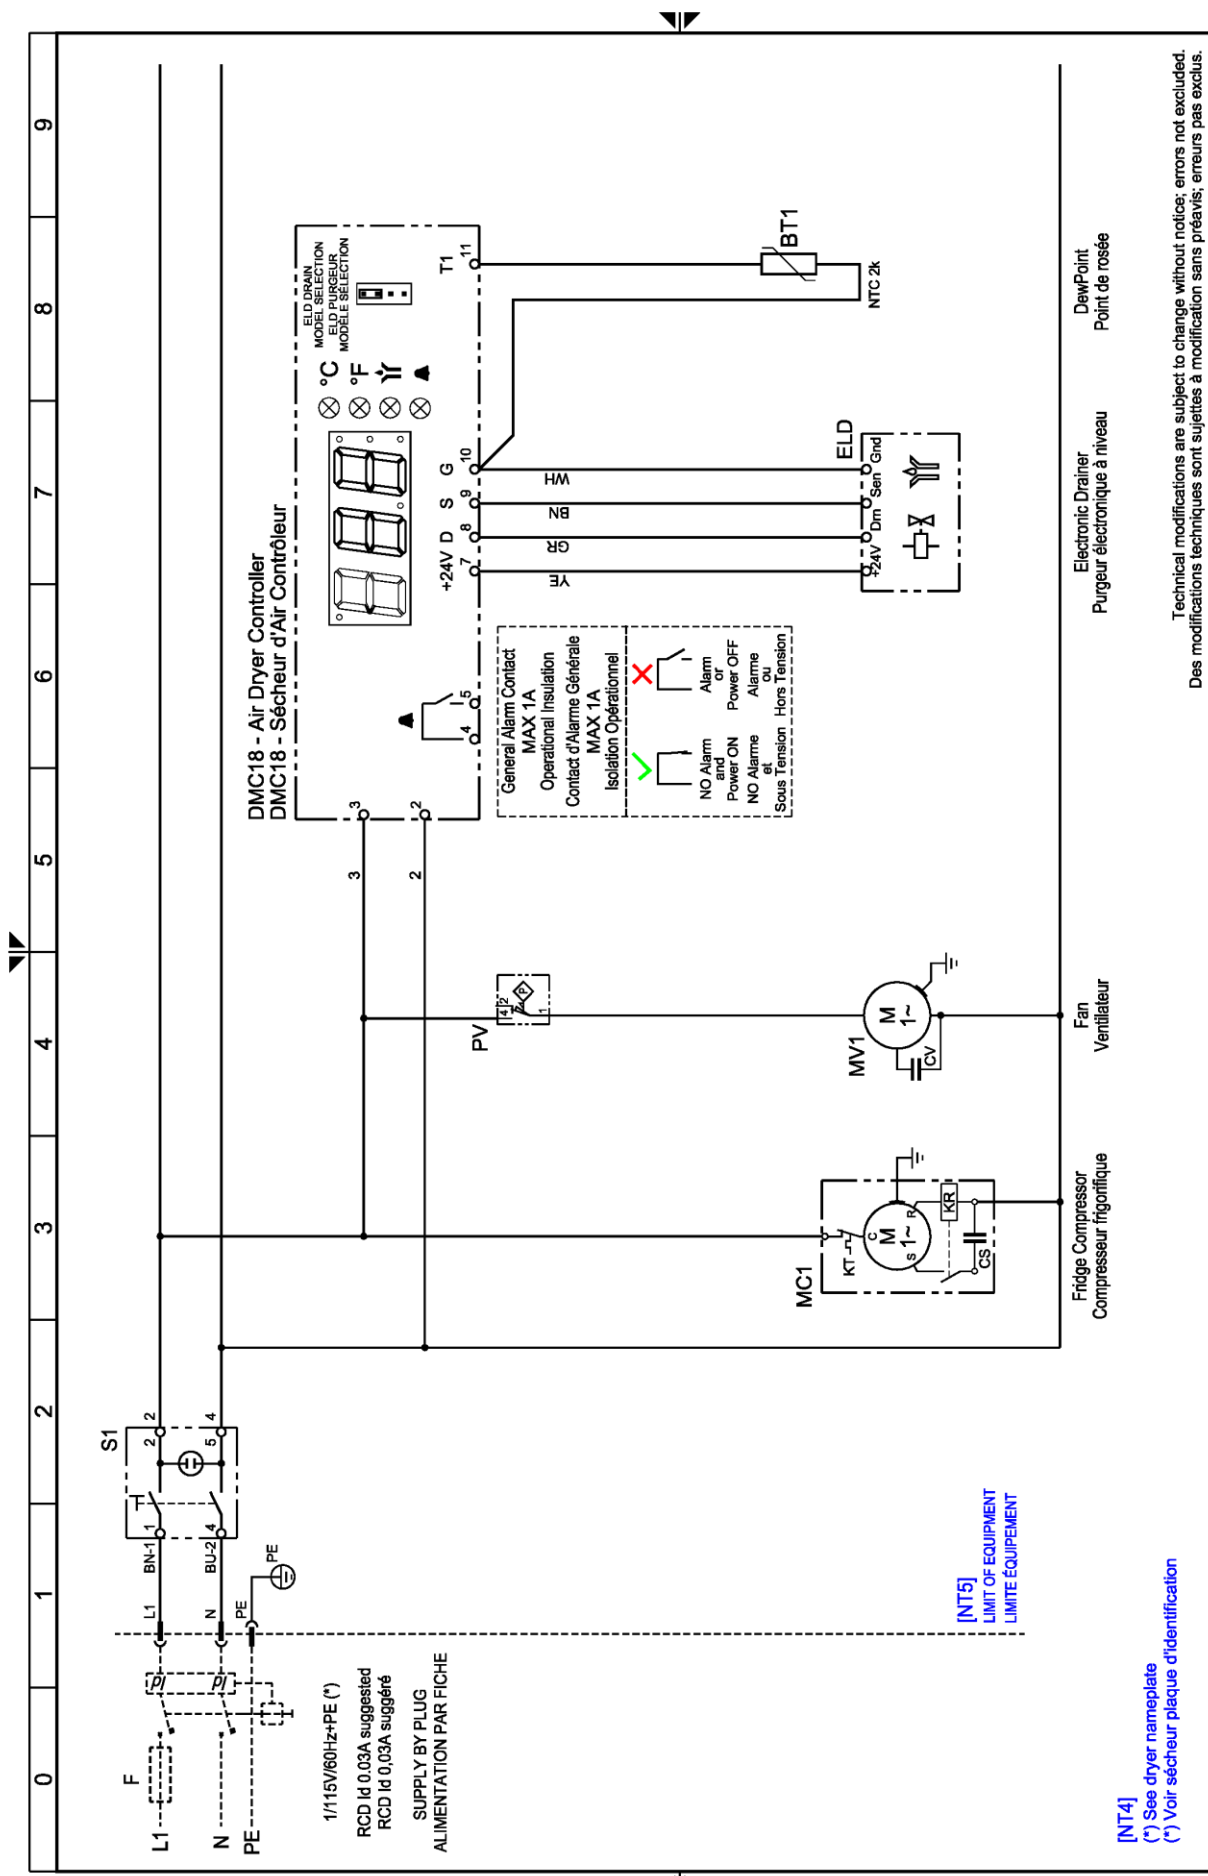 0
1
2
3
4
5
6
7
8
9
F
L1
N
PE
pI
pI
1/115V/60Hz+PE (*)
RCD Id 0.03A suggested
RCD Id 0,03A suggéré
SUPPLY BY PLUG
ALIMENTATION PAR FICHE
L1
N
PE
PE
BN-1
BU-2
1
4
S1
2
5
2
4
[NT5]
LIMIT OF EQUIPMENT
LIMITE ÉQUIPEMENT
[NT4]
(*) See dryer nameplate
(*) Voir sécheur plaque d'identification
MC1
KT
C
M
1~
S
R
KR
CS
Fridge Compressor
Compresseur frigorifique
PV
4
2
P
1
MV1
M
1~
CV
Fan
Ventilateur
3
2
3
2
DMC18 - Air Dryer Controller
DMC18 - Sécheur d'Air Contrôleur
4
5
General Alarm Contact
MAX 1A
Operational Insulation
Contact d'Alarme Générale
MAX 1A
Isolation Opérationnel
NO Alarm
and
Power ON
NO Alarme
et
Sous Tension
Alarm
or
Power OFF
Alarme
ou
Hors Tension
°C
°F
ELD DRAIN
MODEL SELECTION
ELD PURGEUR
MODÈLE SÉLECTION
+24V
D
S
G
T1
7
8
9
10
11
YE
GR
BN
WH
ELD
+24V
Dm
Sen
Gnd
Electronic Drainer
Purgeur électronique à niveau
BT1
NTC 2k
DewPoint
Point de rosée
Technical modifications are subject to change without notice; errors not excluded.
Des modifications techniques sont sujettes à modification sans préavis; erreurs pas exclus.